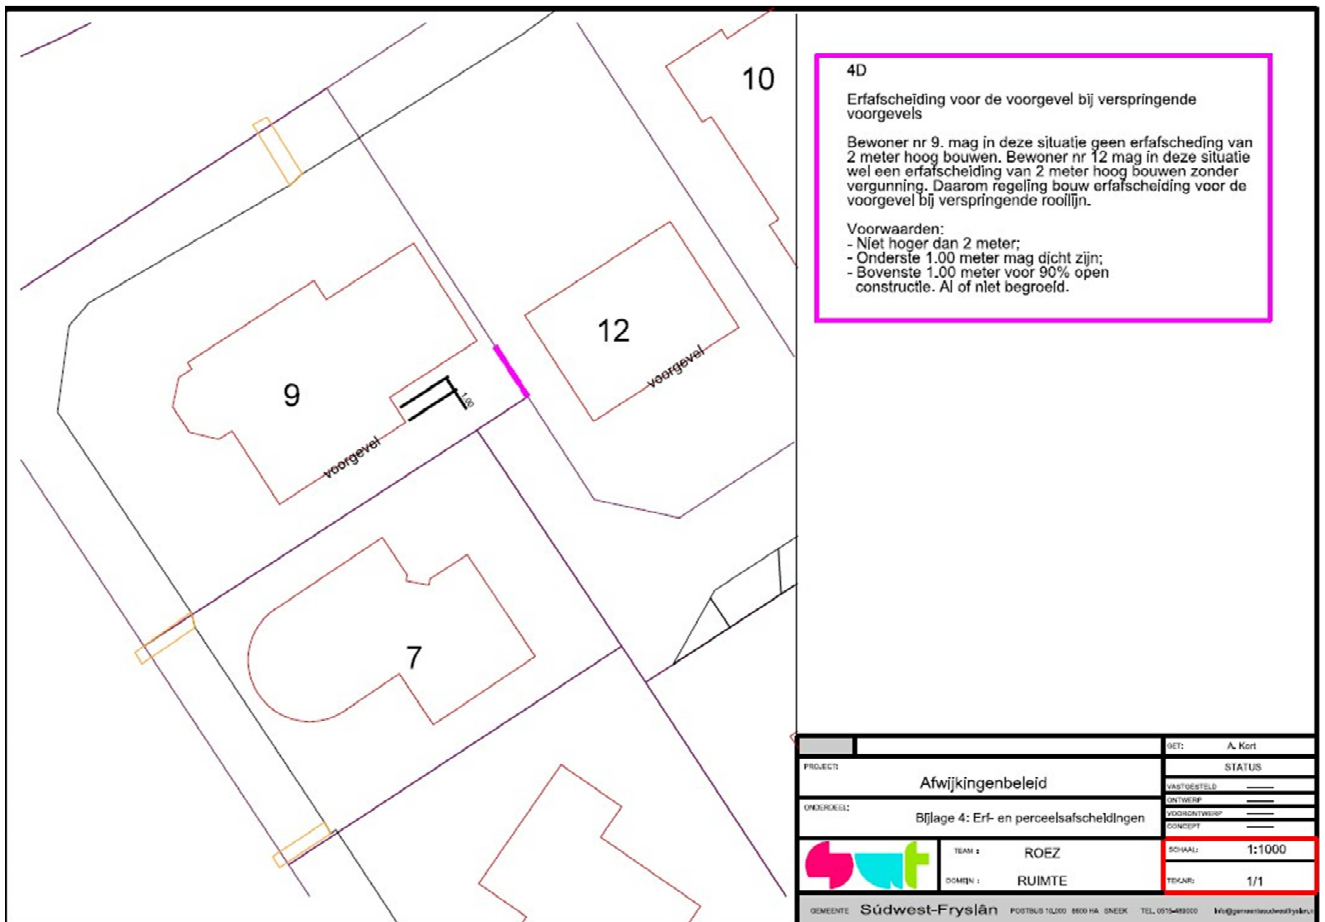 10
12
voorgevel
9
1.00
voorgevel
7
4D
Erfafscheiding voor de voorgevel bij verspringende
voorgevels
Bewoner nr 9. mag in deze situatie geen erfafscheding van
2 meter hoog bouwen. Bewoner nr 12 mag in deze situatie
wel een erfafscheiding van 2 meter hoog bouwen zonder
vergunning. Daarom regeling bouw erfafscheiding voor de
voorgevel bij verspringende rooilijn.
Voorwaarden:
- Niet hoger dan 2 meter;
- Onderste 1.00 meter mag dicht zijn;
- Bovenste 1.00 meter voor 90% open
constructie. Al of niet begroeid.
GET: A. Kort
PROJECT:
Afwijkingenbeleid
STATUS
VASTGESTELD
ONTWERP
VOORONTWERP
CONCEPT
ONDERDEEL:
Bijlage 4: Erf- en perceelsafscheidingen
TEAM : ROEZ
DOMEIN : RUIMTE
SCHAAL: 1:1000
TEK.NR: 1/1
GEMEENTE Súdwest-Fryslân POSTBUS 10.000 8600 HA SNEEK TEL.